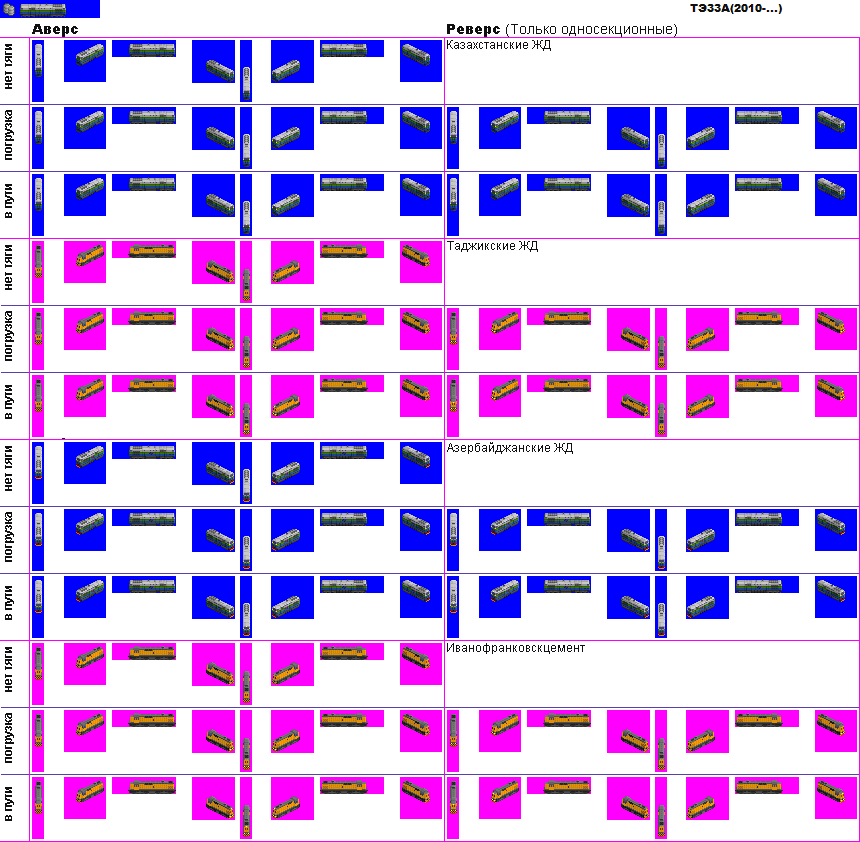 ТЭ33А(2010-...)
Аверс
Реверс (Только односекционные)
нет тяги
Казахстанские ЖД
погрузка
в пути
нет тяги
Таджикские ЖД
погрузка
в пути
нет тяги
Азербайджанские ЖД
погрузка
в пути
нет тяги
Иванофранковскцемент
погрузка
в пути